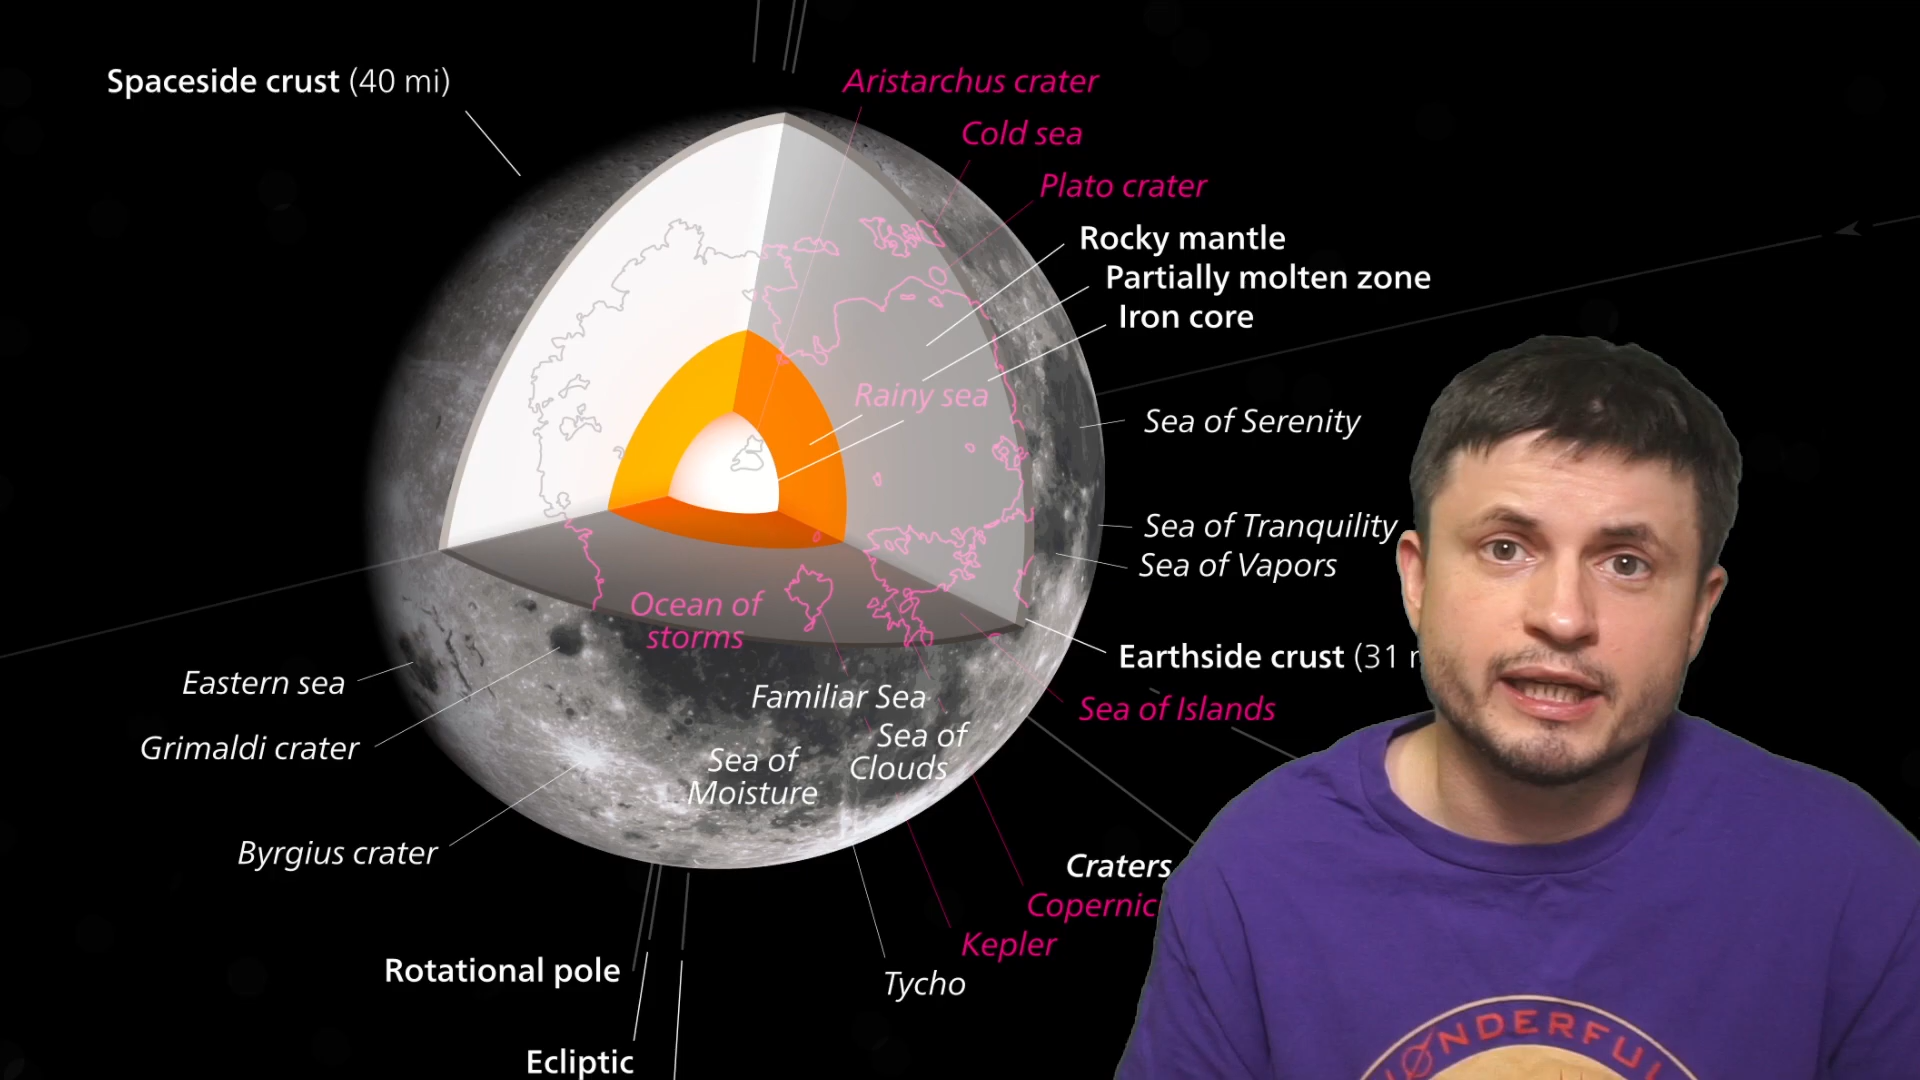 Spaceside crust (40 mi)
Aristarchus crater
Cold sea
Plato crater
Rocky mantle
Partially molten zone
Iron core
Rainy sea
Sea of Serenity
Sea of Tranquility
Sea of Vapors
Ocean of
storms
Earthside crust (31
Eastern sea
Familiar Sea
Sea of Islands
Grimaldi crater
Sea of
Clouds
Sea of
Moisture
Byrgius crater
Craters
Copernic
Kepler
Rotational pole
Tycho
Ecliptic
WØNDERFUL